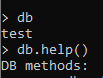 > db
test
> db.help()
DB methods: